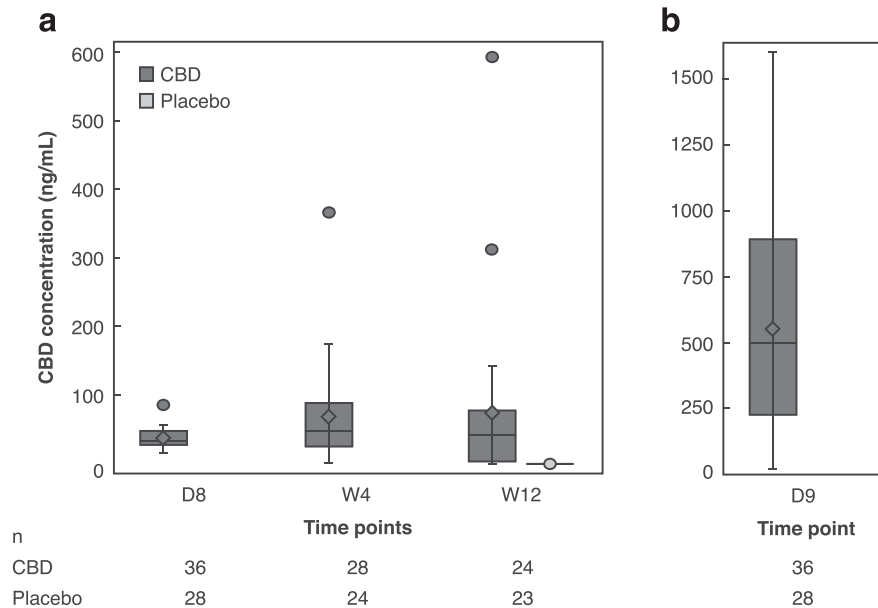 a
CBD concentration (ng/mL)
600
500
400
300
200
100
0
CBD
Placebo
D8 W4 W12
Time points
b
1500
1250
1000
750
500
250
0
D9
Time point
n
CBD 36 28 24 36
Placebo 28 24 23 28